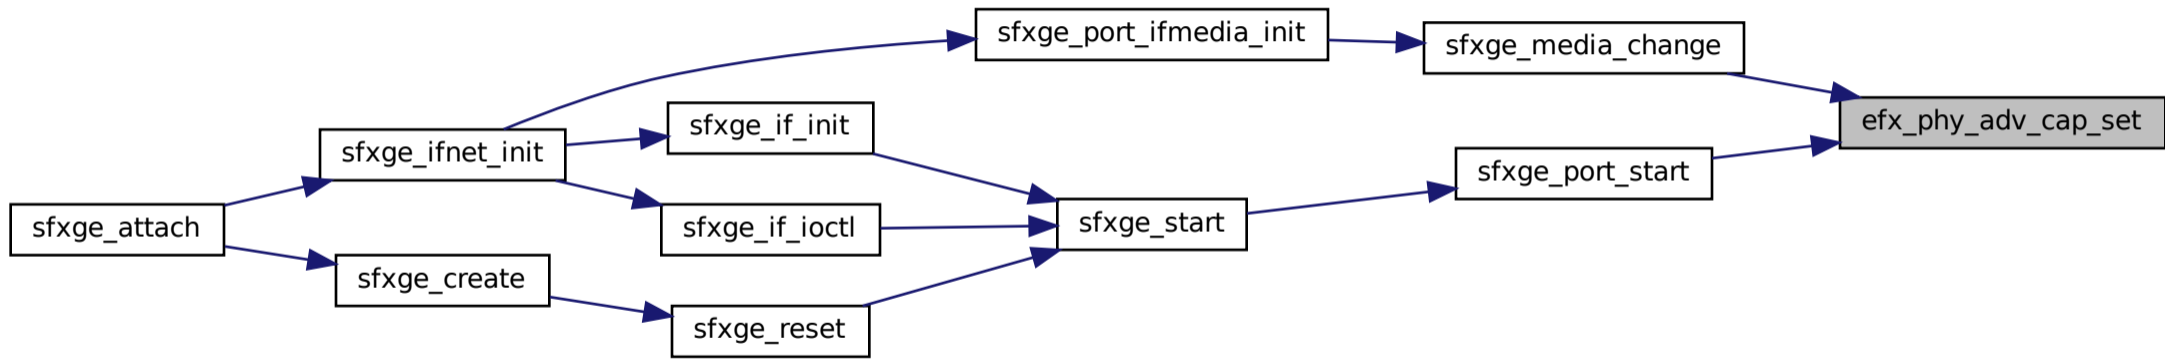 sfxge_port_ifmedia_init
sfxge_media_change
efx_phy_adv_cap_set
sfxge_if_init
sfxge_ifnet_init
sfxge_port_start
sfxge_attach
sfxge_if_ioctl
sfxge_start
sfxge_create
sfxge_reset